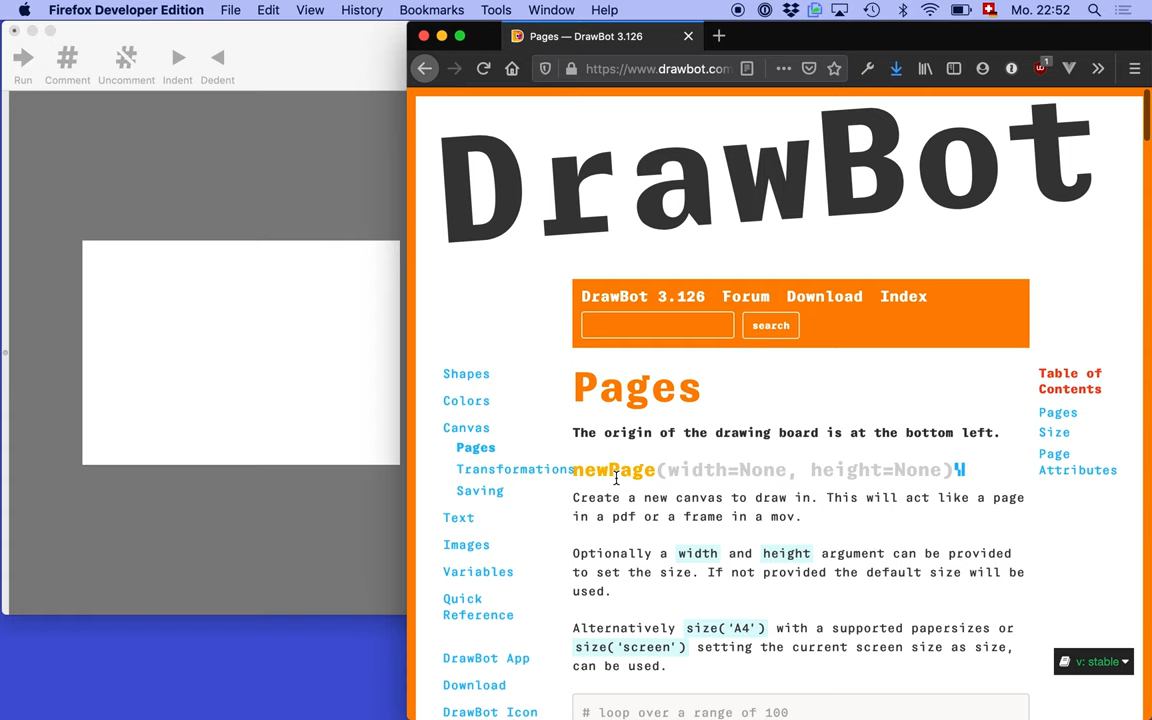 Firefox Developer Edition File Edit View History Bookmarks Tools Window Help Mo. 22:52
Run Comment Uncomment Indent Dedent
Pages — DrawBot 3.126
https://www.drawbot.com
1
DrawBot
DrawBot 3.126 Forum Download Index
search
Shapes
Colors
Canvas
Pages
Transformations
Saving
Text
Images
Variables
Quick
Reference
DrawBot App
Download
DrawBot Icon
Pages
The origin of the drawing board is at the bottom left.
newPage(width=None, height=None)
Create a new canvas to draw in. This will act like a page
in a pdf or a frame in a mov.
Optionally a width and height argument can be provided
to set the size. If not provided the default size will be
used.
Alternatively size('A4') with a supported papersizes or
size('screen') setting the current screen size as size,
can be used.
# loop over a range of 100
Table of
Contents
Pages
Size
Page
Attributes
v: stable